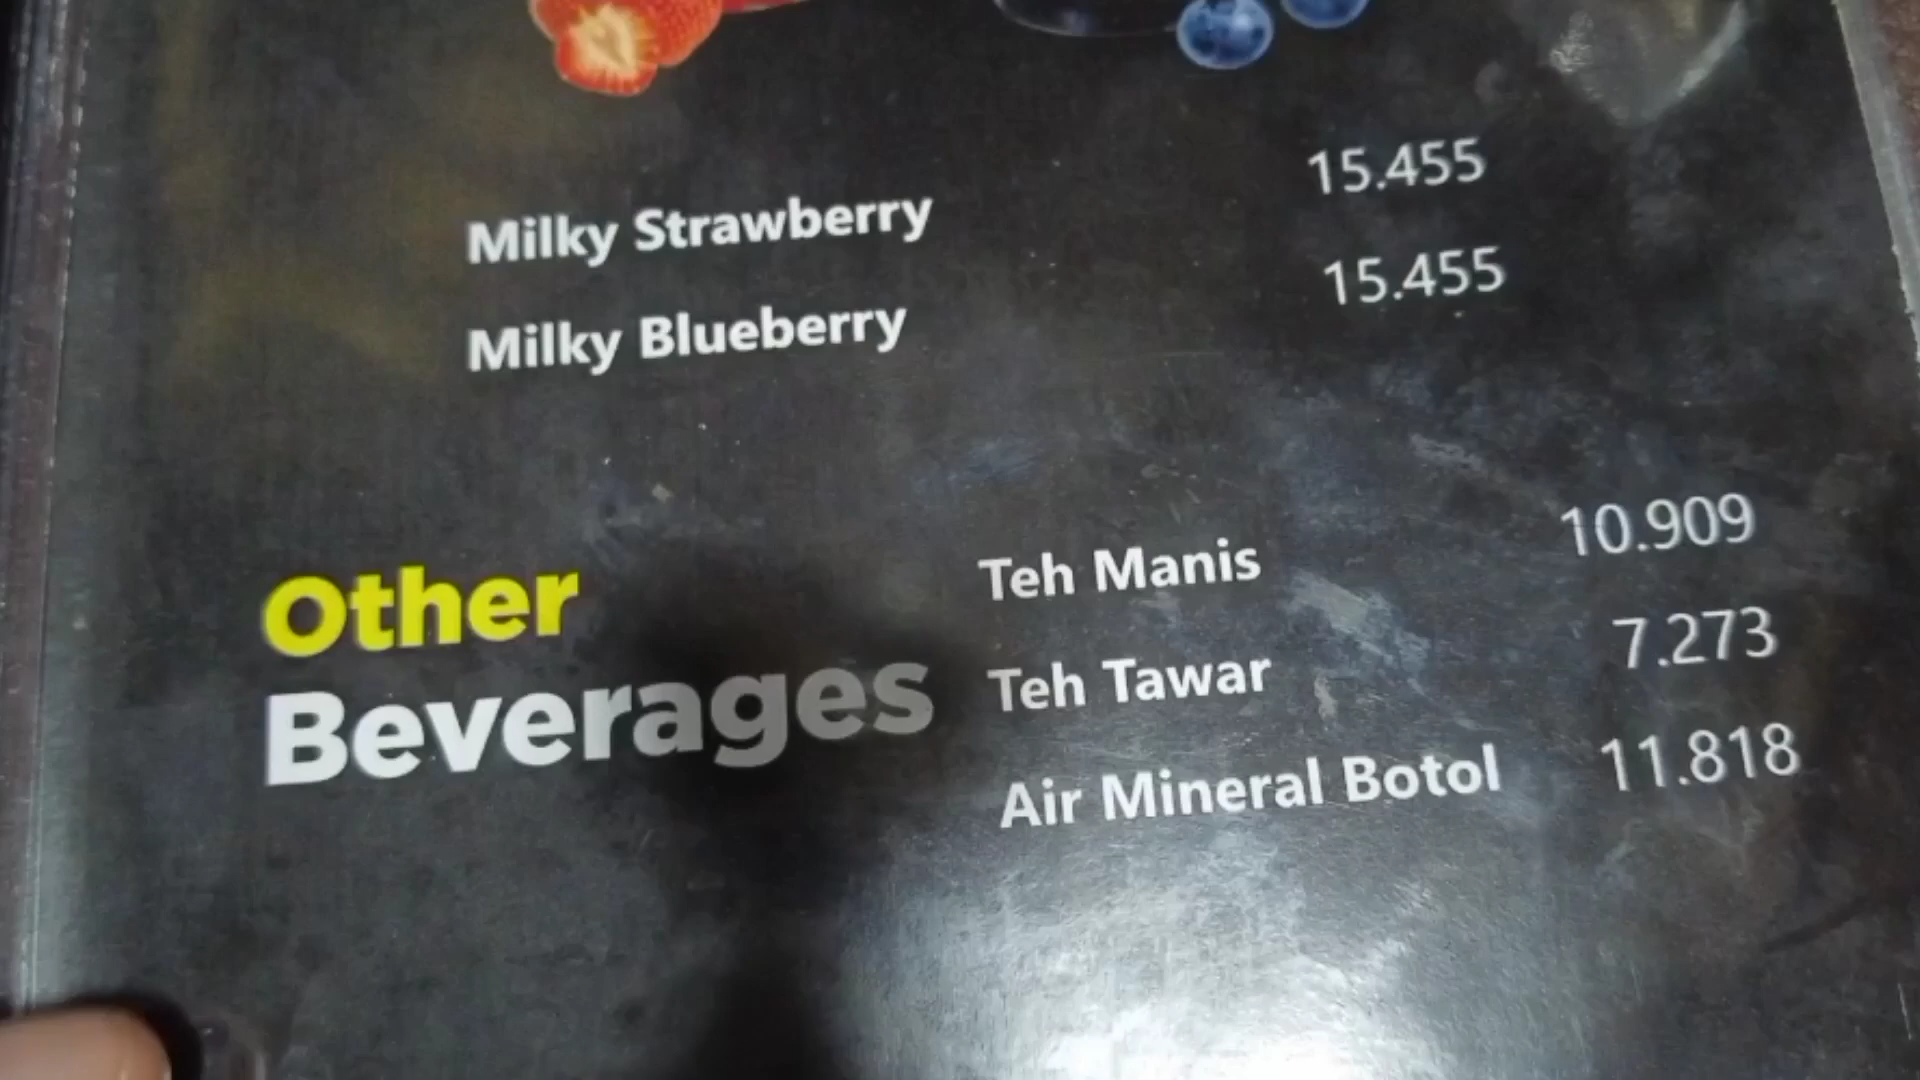 Milky Strawberry 15.455
Milky Blueberry 15.455
Other
Beverages
Teh Manis 10.909
Teh Tawar 7.273
Air Mineral Botol 11.818